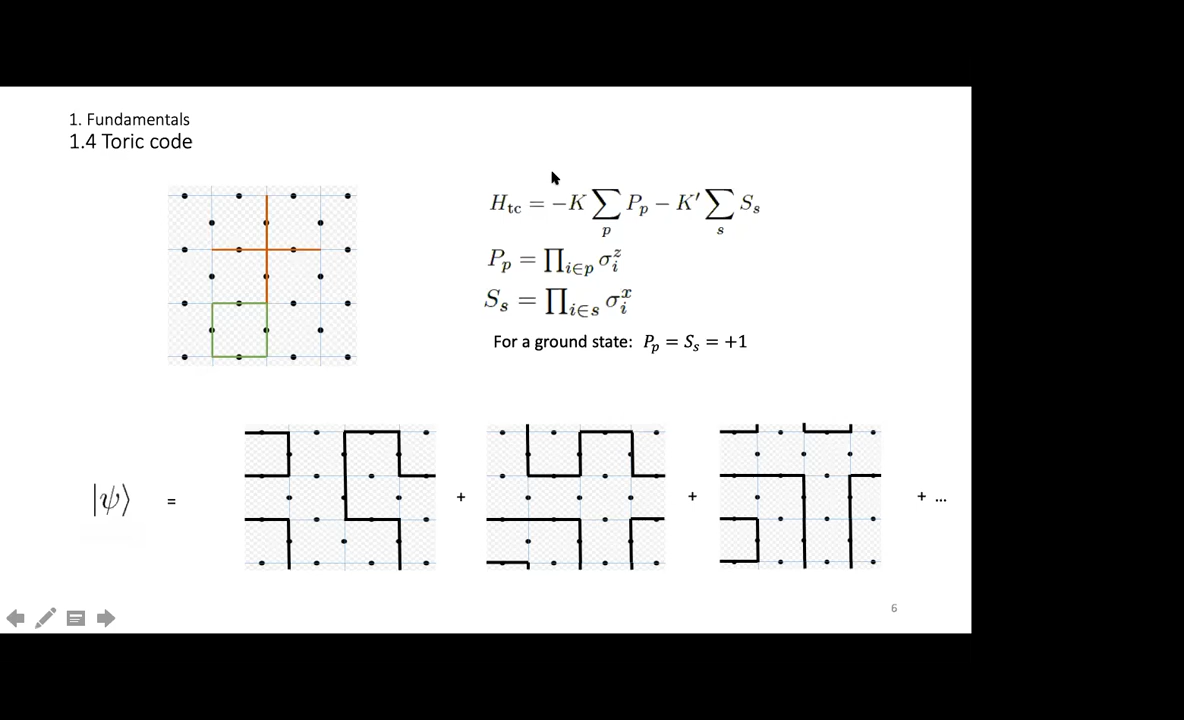 1. Fundamentals
1.4 Toric code
H_tc = −K ∑_p P_p − K′ ∑_s S_s
P_p = ∏_{i∈p} σ_i^z
S_s = ∏_{i∈s} σ_i^x
For a ground state: P_p = S_s = +1
|ψ⟩ = + + + ...
6